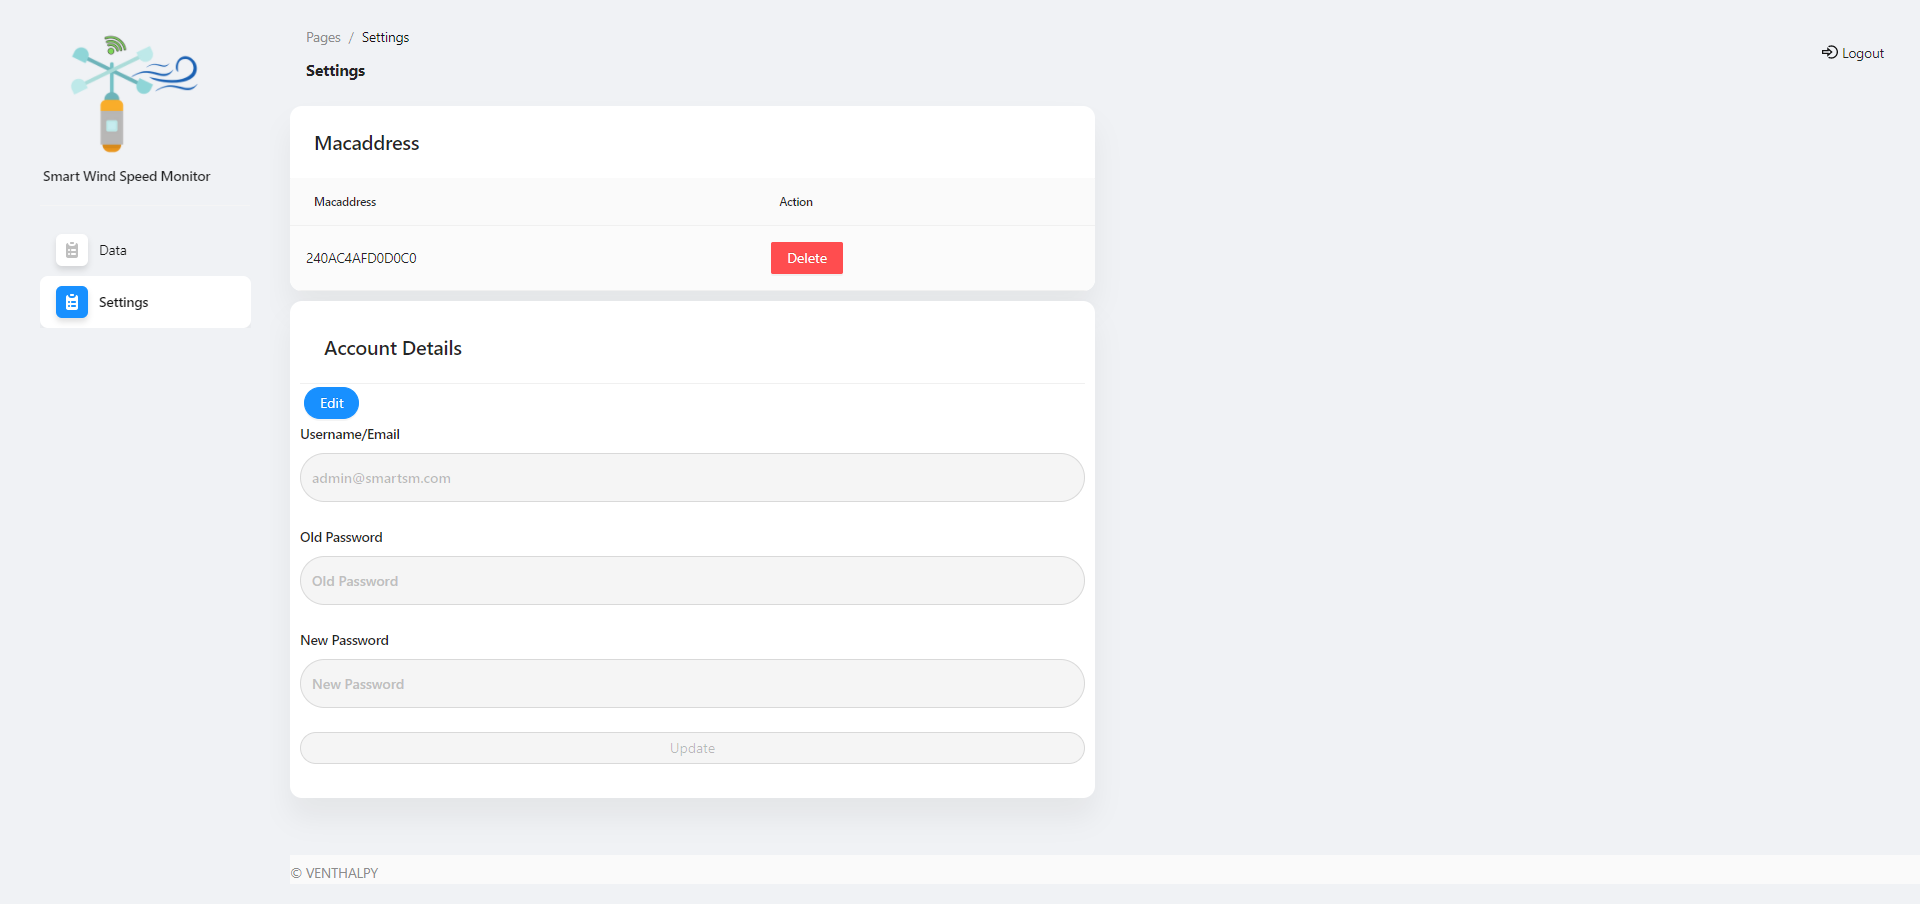 Smart Wind Speed Monitor
Data
Settings
Pages / Settings
Settings
Logout
Macaddress
Macaddress Action
240AC4AFD0D0C0 Delete
Account Details
Edit
Username/Email
admin@smartsm.com
Old Password
Old Password
New Password
New Password
Update
© VENTHALPY